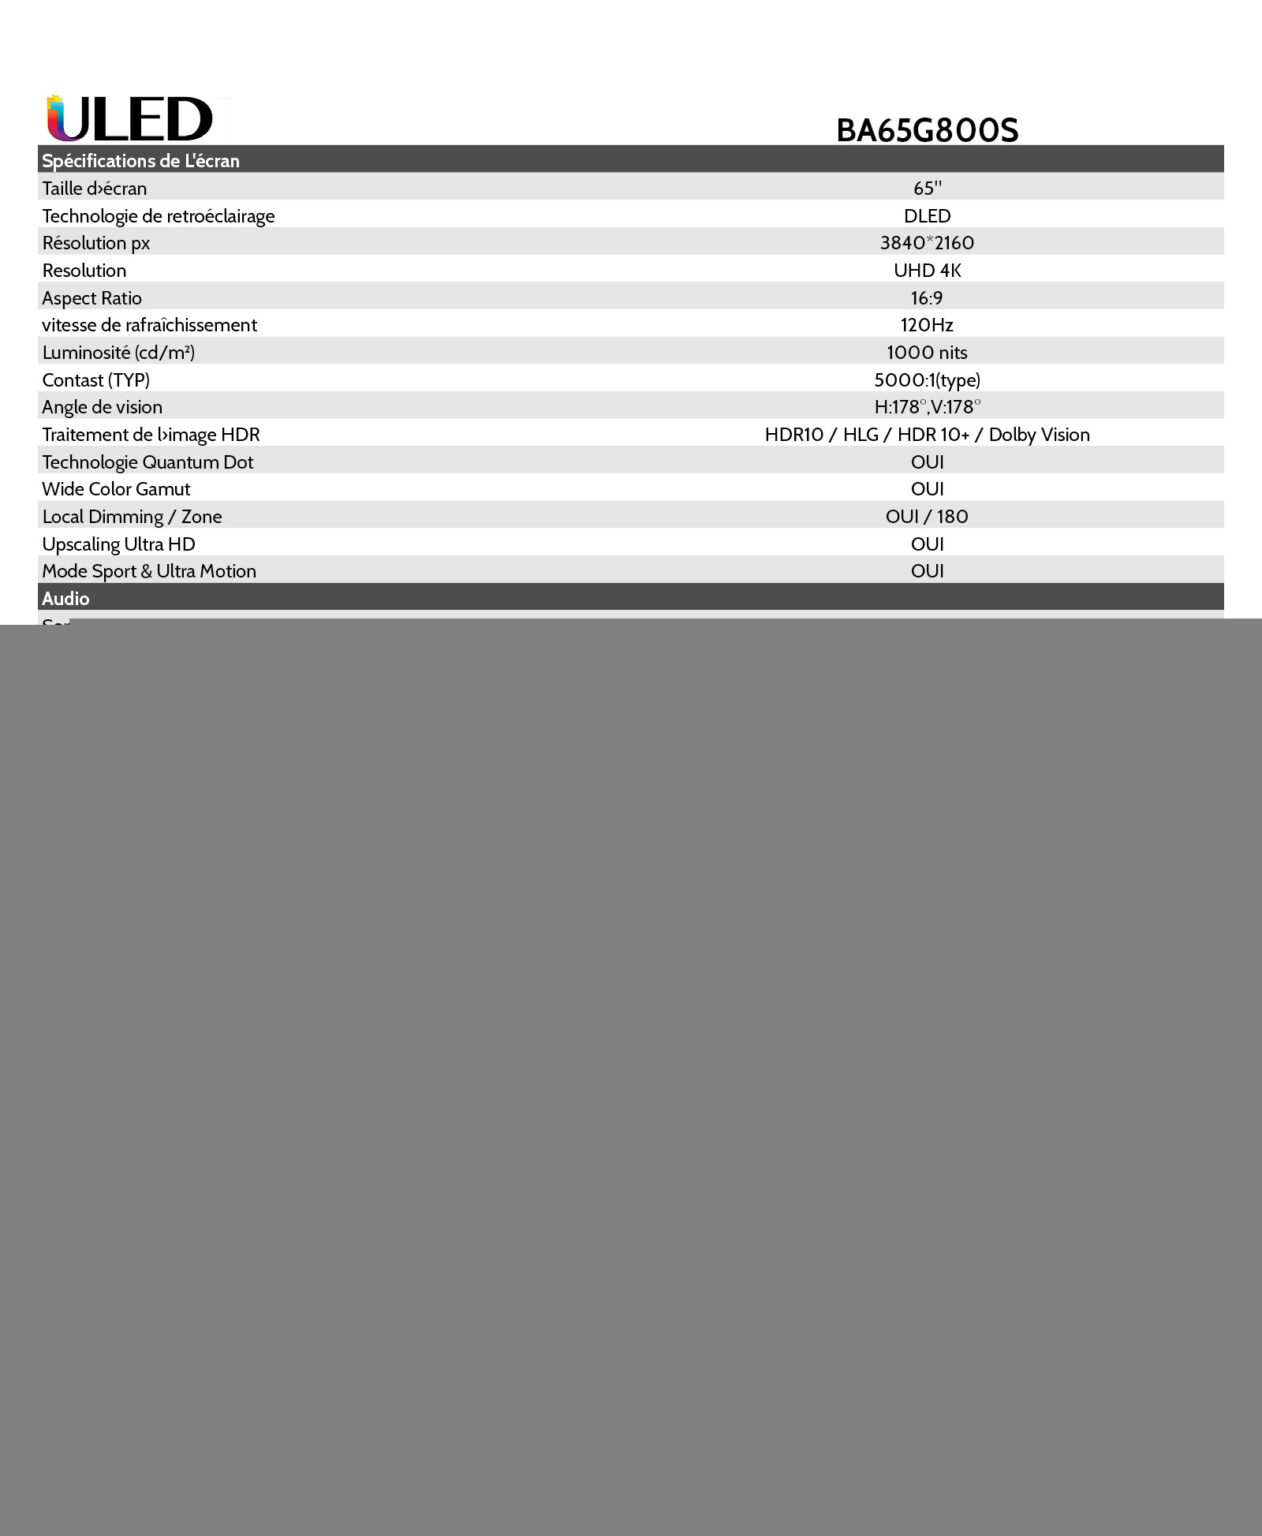 ULED
BA65G800S
Spécifications de L'écran
Taille d›écran 65"
Technologie de retroéclairage DLED
Résolution px 3840*2160
Resolution UHD 4K
Aspect Ratio 16:9
vitesse de rafraîchissement 120Hz
Luminosité (cd/m²) 1000 nits
Contast (TYP) 5000:1(type)
Angle de vision H:178°,V:178°
Traitement de l›image HDR HDR10 / HLG / HDR 10+ / Dolby Vision
Technologie Quantum Dot OUI
Wide Color Gamut OUI
Local Dimming / Zone OUI / 180
Upscaling Ultra HD OUI
Mode Sport & Ultra Motion OUI
Audio